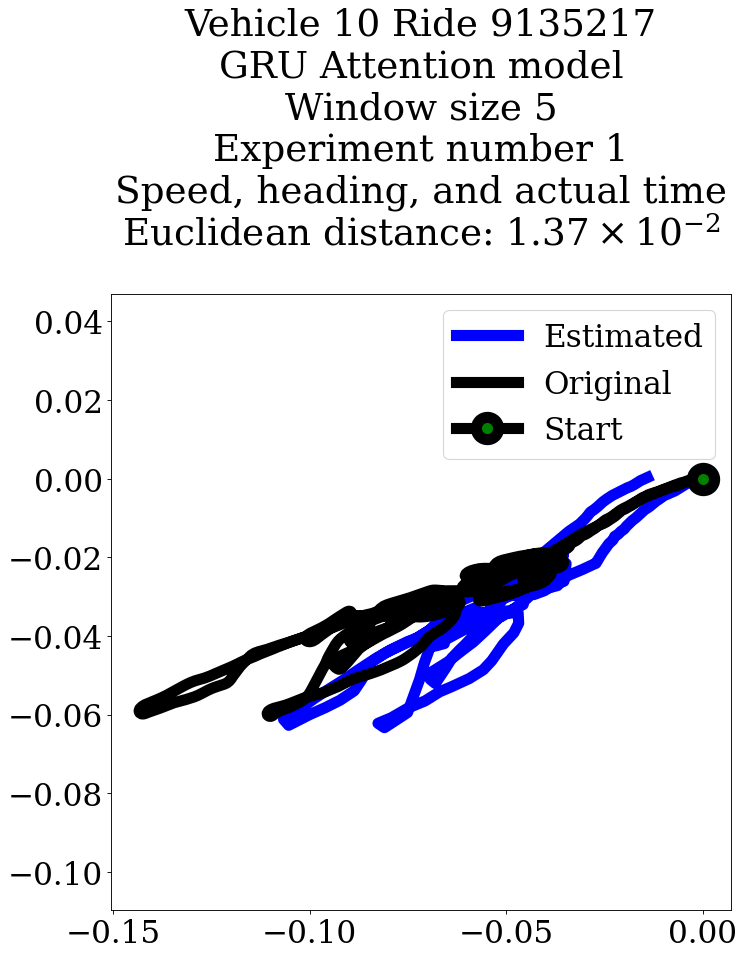 Vehicle 10 Ride 9135217
GRU Attention model
Window size 5
Experiment number 1
Speed, heading, and actual time
Euclidean distance: 1.37 × 10⁻²
Estimated
Original
Start
0.04
0.02
0.00
−0.02
−0.04
−0.06
−0.08
−0.10
−0.15
−0.10
−0.05
0.00